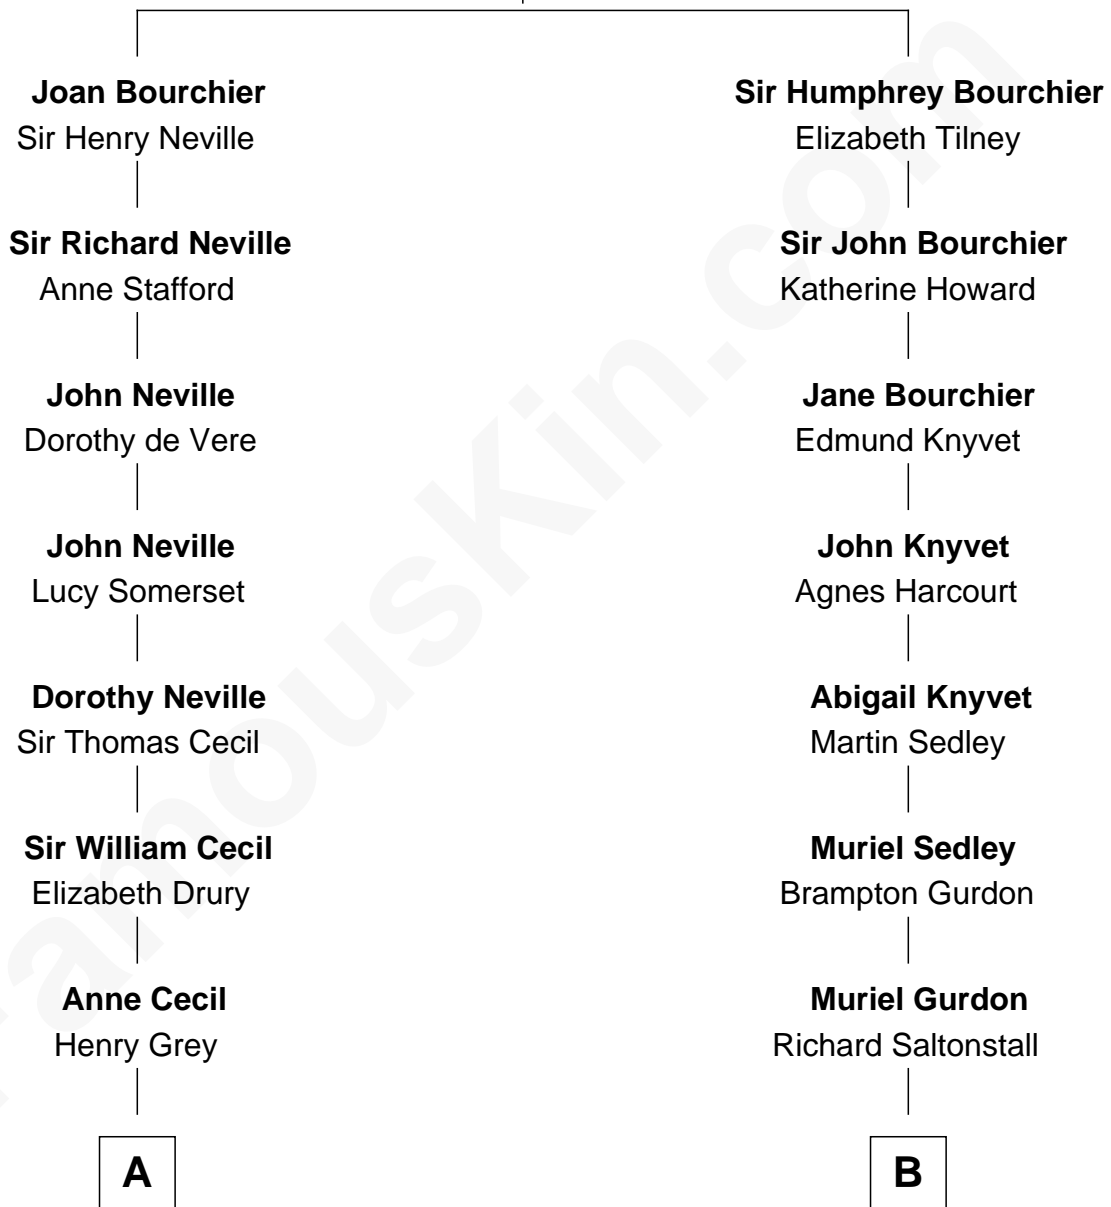 Joan Bourchier
Sir Henry Neville
Sir Richard Neville
Anne Stafford
John Neville
Dorothy de Vere
John Neville
Lucy Somerset
Dorothy Neville
Sir Thomas Cecil
Sir William Cecil
Elizabeth Drury
Anne Cecil
Henry Grey
A
Sir Humphrey Bourchier
Elizabeth Tilney
Sir John Bourchier
Katherine Howard
Jane Bourchier
Edmund Knyvet
John Knyvet
Agnes Harcourt
Abigail Knyvet
Martin Sedley
Muriel Sedley
Brampton Gurdon
Muriel Gurdon
Richard Saltonstall
B
FamousKin.com